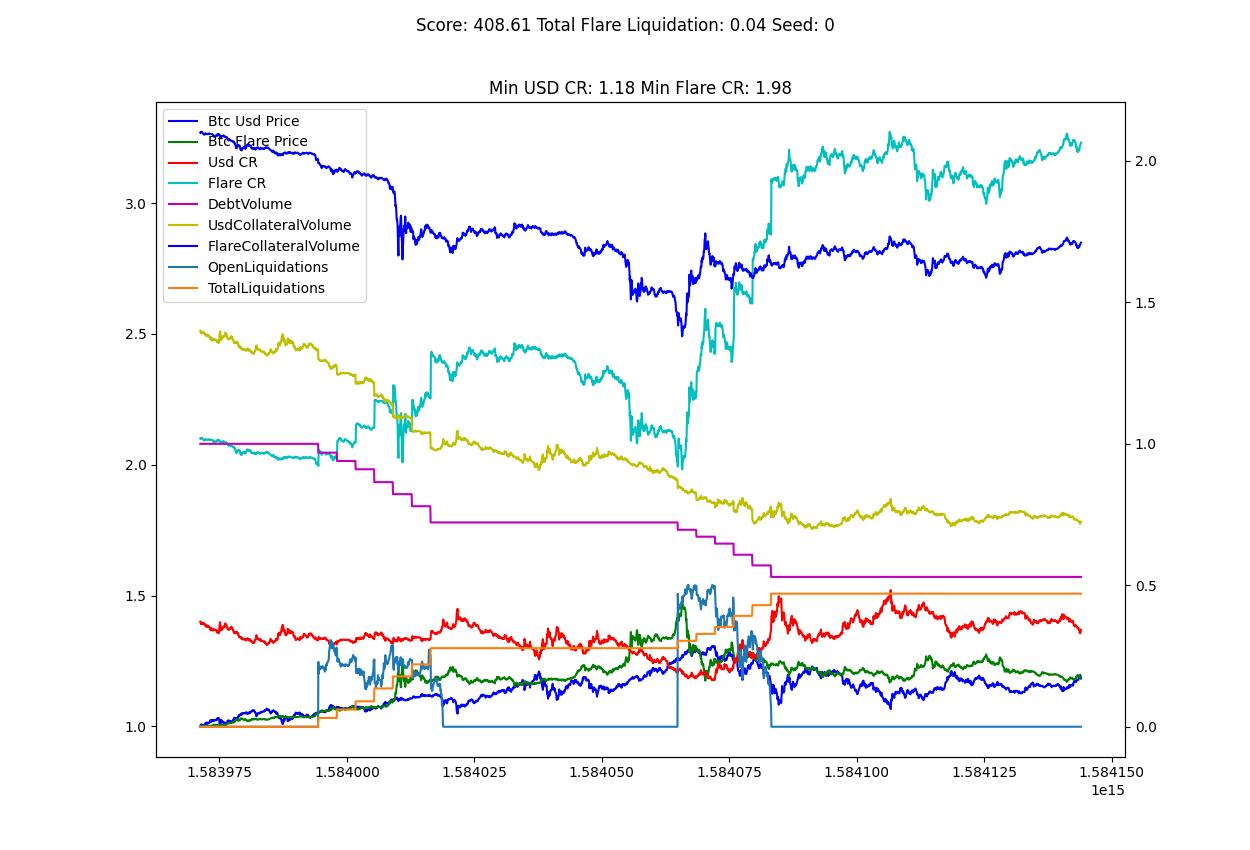 Score: 408.61 Total Flare Liquidation: 0.04 Seed: 0
Min USD CR: 1.18 Min Flare CR: 1.98
Btc Usd Price
Btc Flare Price
Usd CR
Flare CR
DebtVolume
UsdCollateralVolume
FlareCollateralVolume
OpenLiquidations
TotalLiquidations
3.0
2.5
2.0
1.5
1.0
2.0
1.5
1.0
0.5
0.0
1.583975
1.584000
1.584025
1.584050
1.584075
1.584100
1.584125
1.584150
1e15